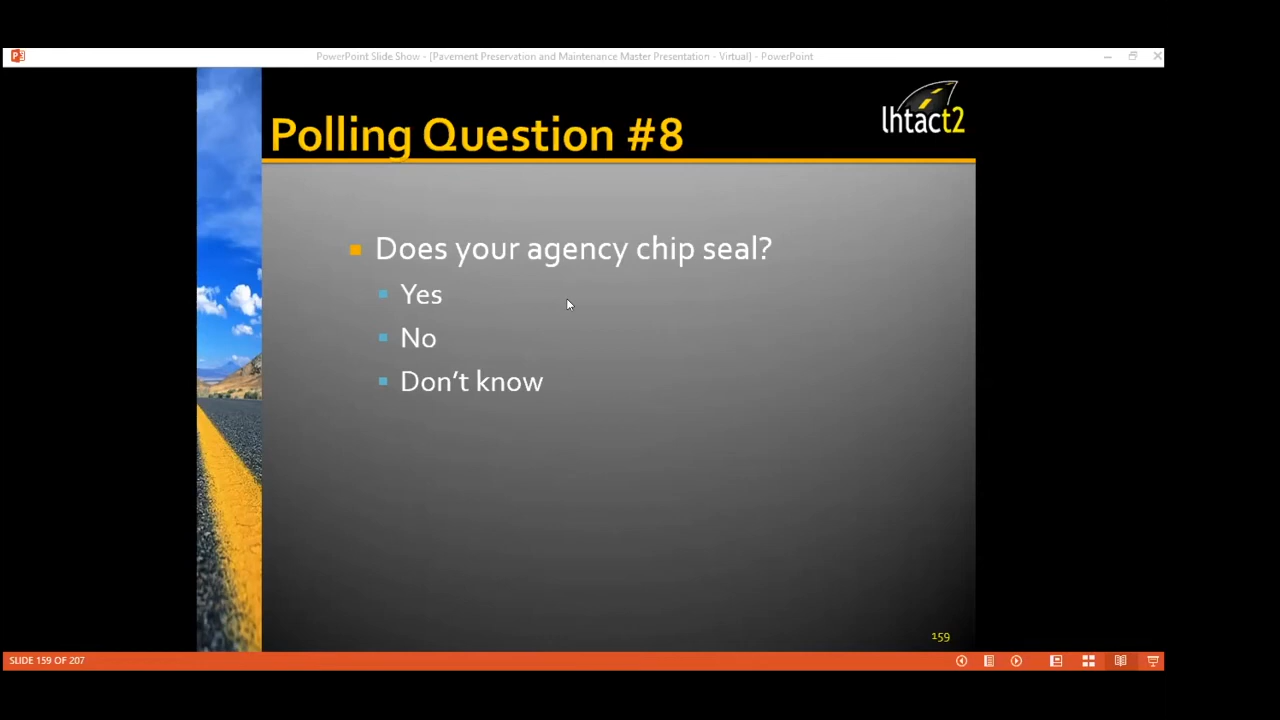 PowerPoint Slide Show - [Pavement Preservation and Maintenance Master Presentation - Virtual] - PowerPoint
lhtact2
Polling Question #8
Does your agency chip seal?
Yes
No
Don't know
159
SLIDE 159 OF 207